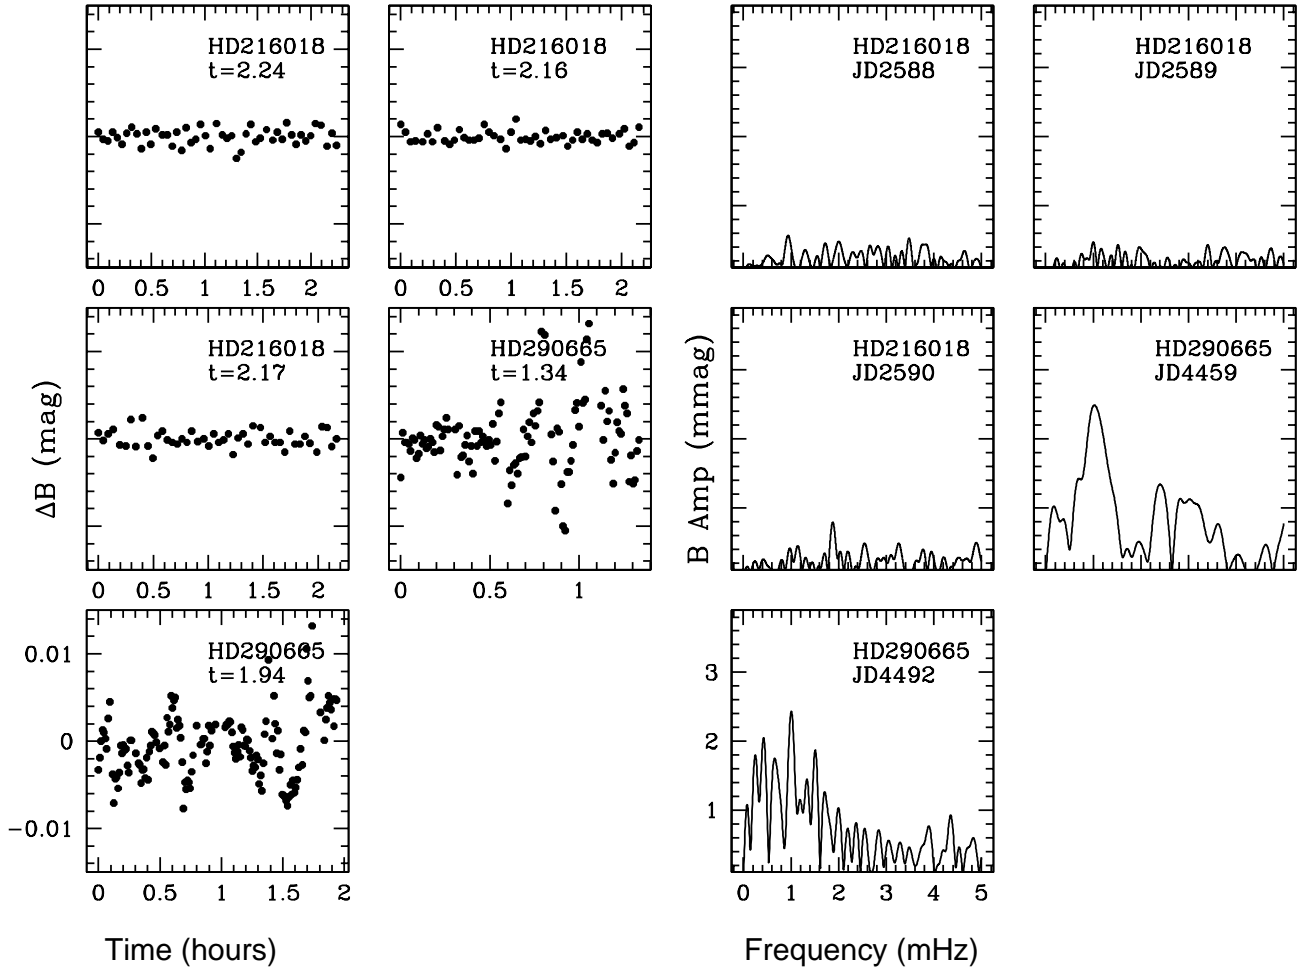 HD216018
t=2.24
HD216018
t=2.16
HD216018
JD2588
HD216018
JD2589
0 0.5 1 1.5 2
0 0.5 1 1.5 2
HD216018
t=2.17
HD290665
t=1.34
HD216018
JD2590
HD290665
JD4459
ΔB (mag)
B Amp (mmag)
0 0.5 1 1.5 2
0 0.5 1
HD290665
t=1.94
HD290665
JD4492
0.01
0
−0.01
3
2
1
0 0.5 1 1.5 2
0 1 2 3 4 5
Time (hours)
Frequency (mHz)